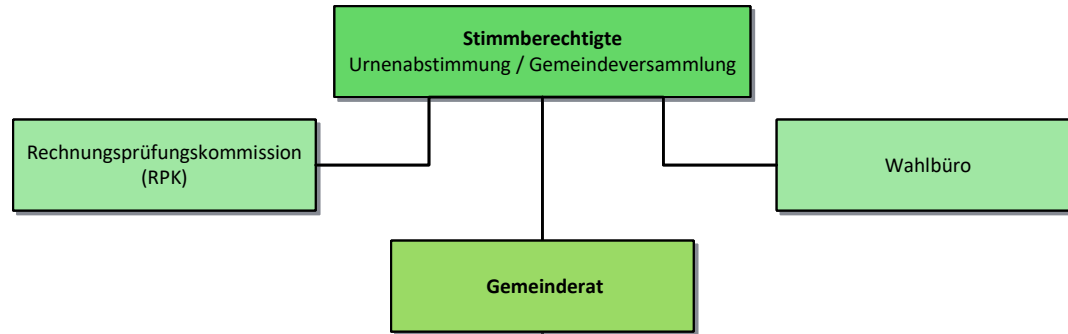 Stimmberechtigte
Urnenabstimmung / Gemeindeversammlung
Rechnungsprüfungskommission
(RPK)
Wahlbüro
Gemeinderat